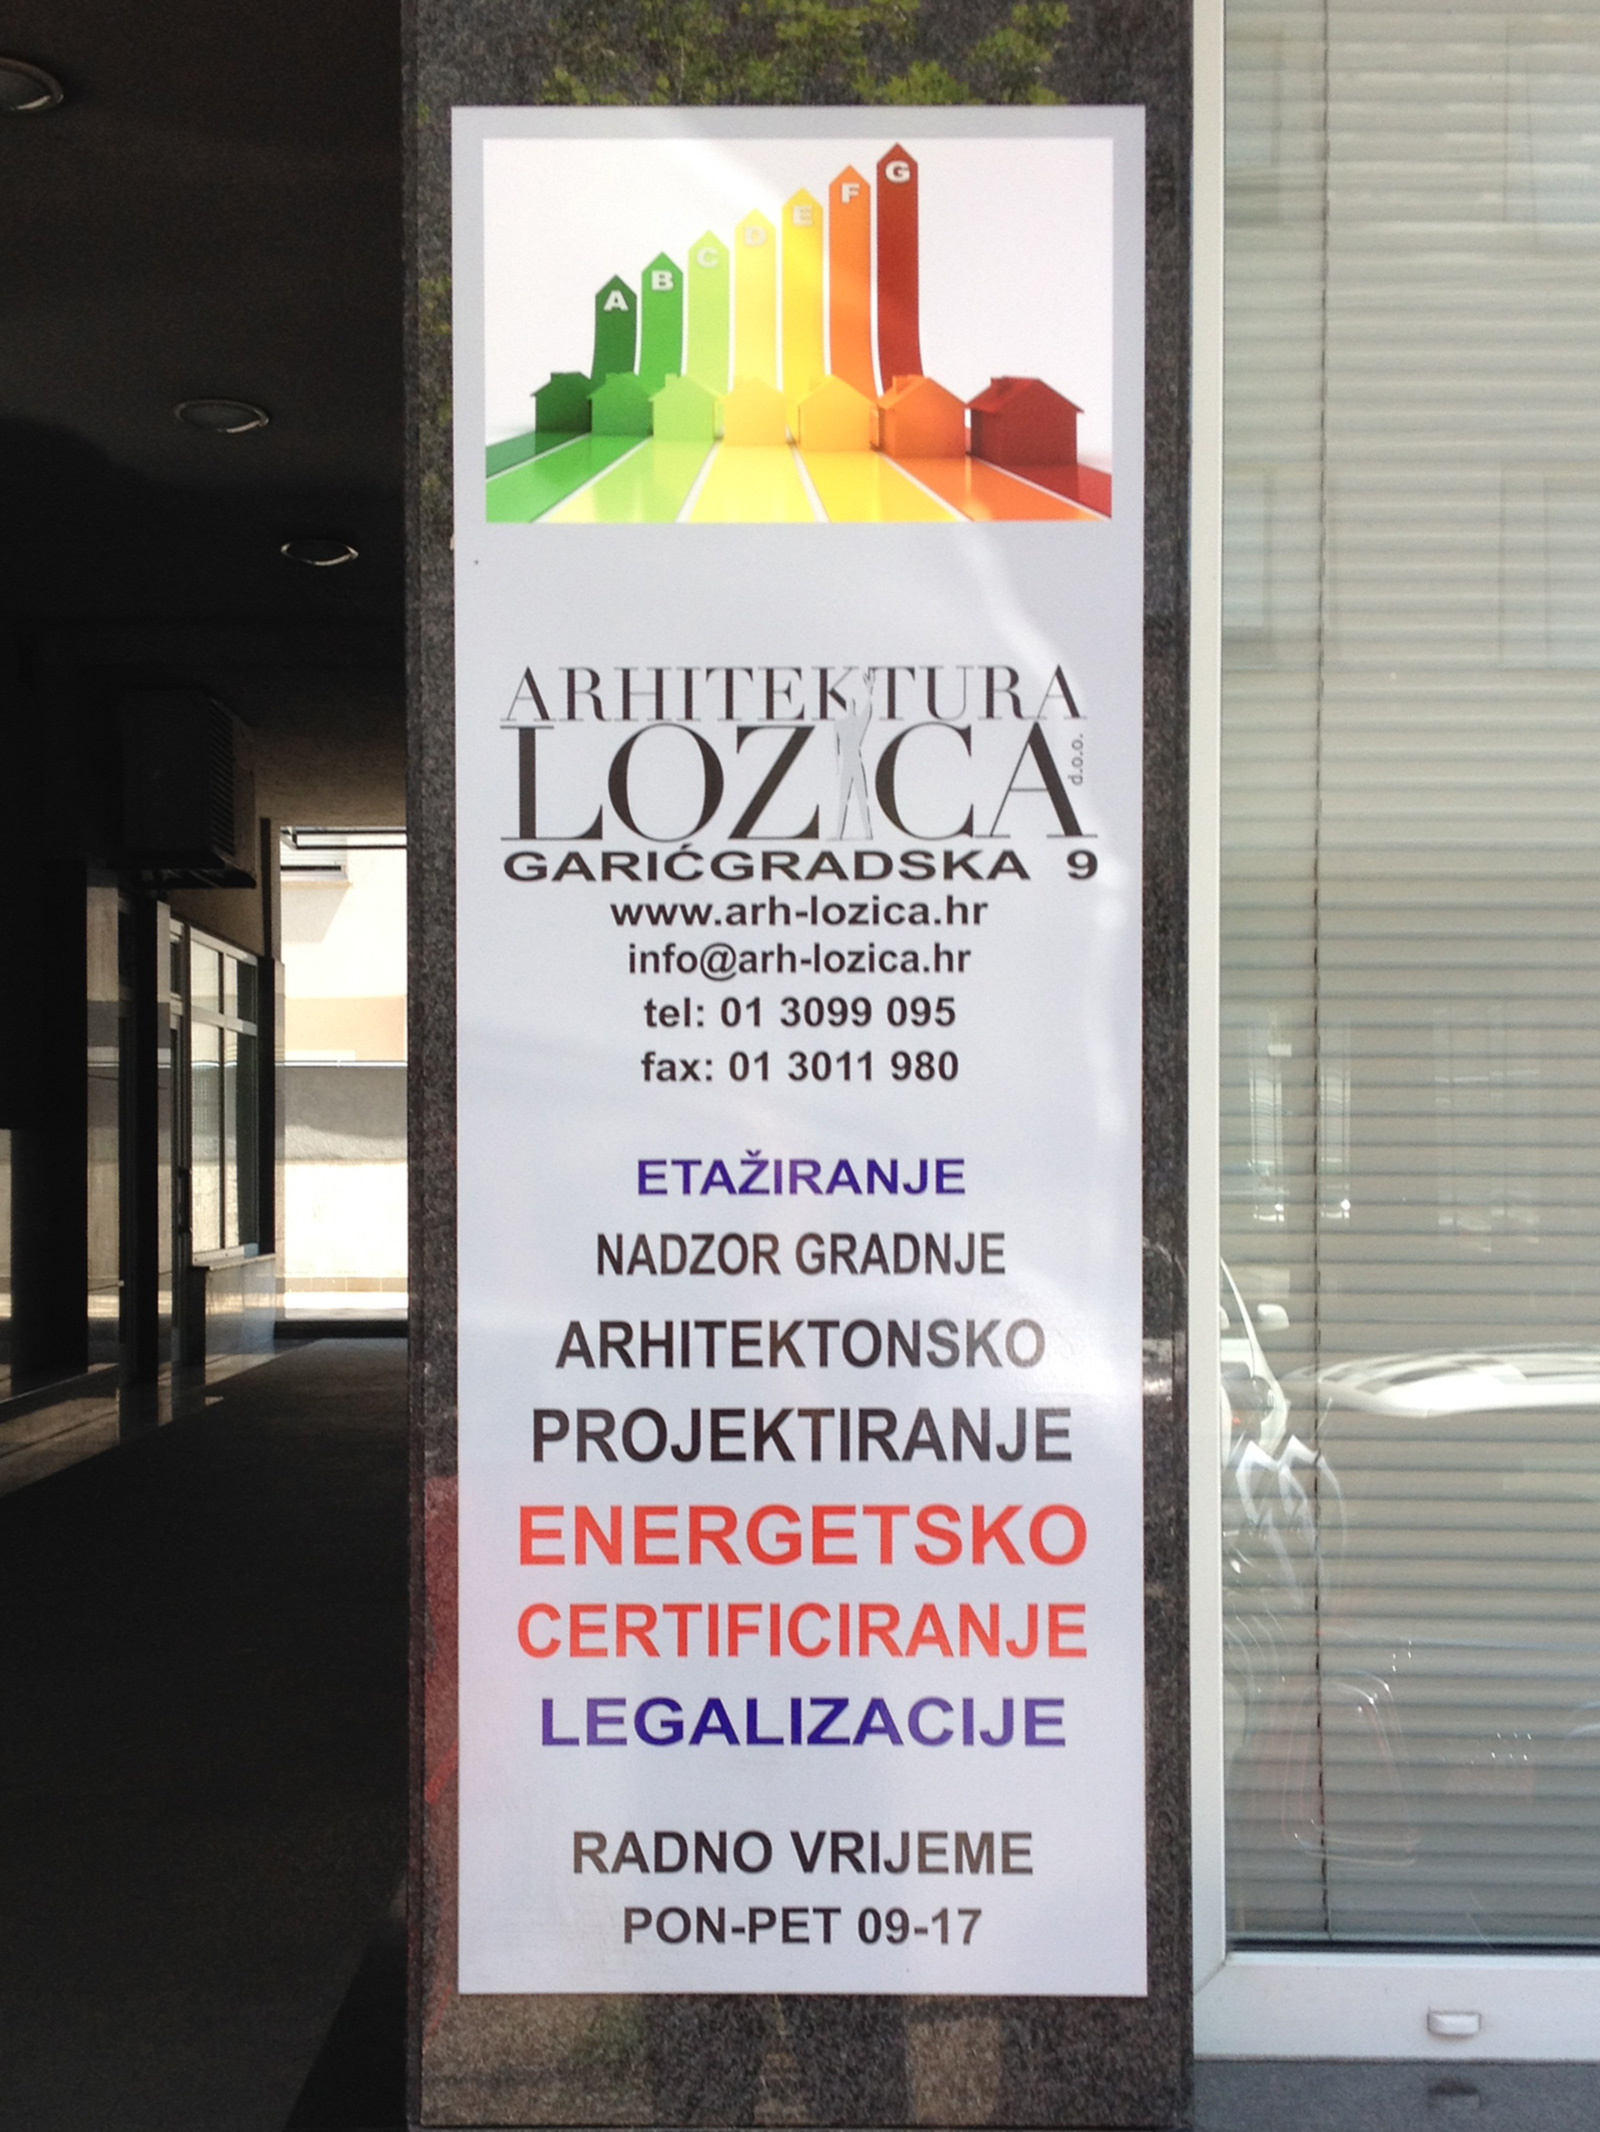 A B C D E F G
ARHITEKTURA
LOZICA d.o.o.
GARIĆGRADSKA 9
www.arh-lozica.hr
info@arh-lozica.hr
tel: 01 3099 095
fax: 01 3011 980
ETAŽIRANJE
NADZOR GRADNJE
ARHITEKTONSKO
PROJEKTIRANJE
ENERGETSKO
CERTIFICIRANJE
LEGALIZACIJE
RADNO VRIJEME
PON-PET 09-17